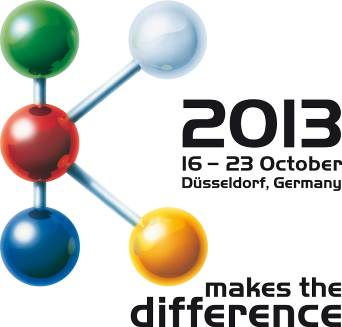 2013
16 – 23 October
Düsseldorf, Germany
makes the
difference